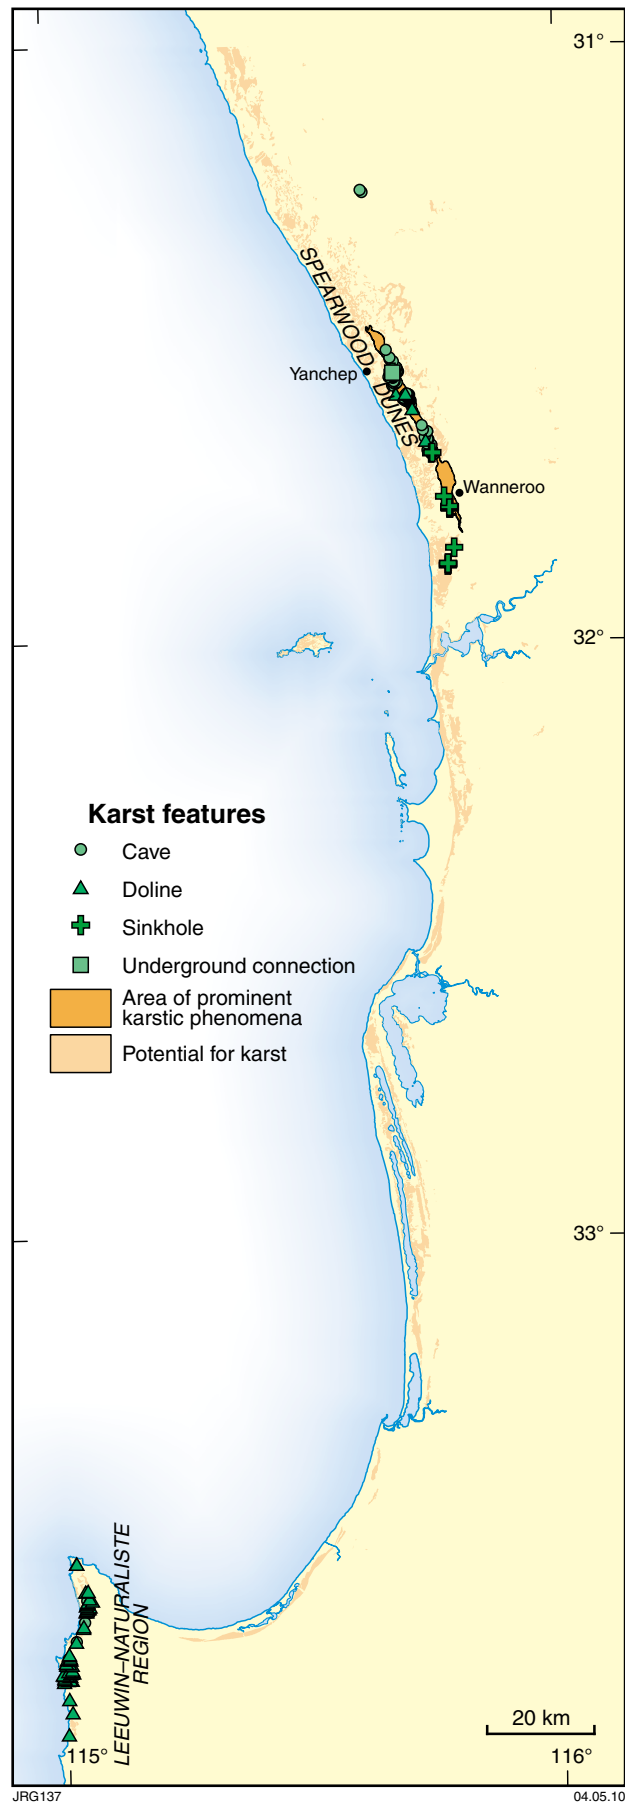 31°
SPEARWOOD DUNES
Yanchep
Wanneroo
32°
Karst features
Cave
Doline
Sinkhole
Underground connection
Area of prominent
karstic phenomena
Potential for karst
33°
LEEUWIN–NATURALISTE
REGION
20 km
115°
116°
JRG137
04.05.10